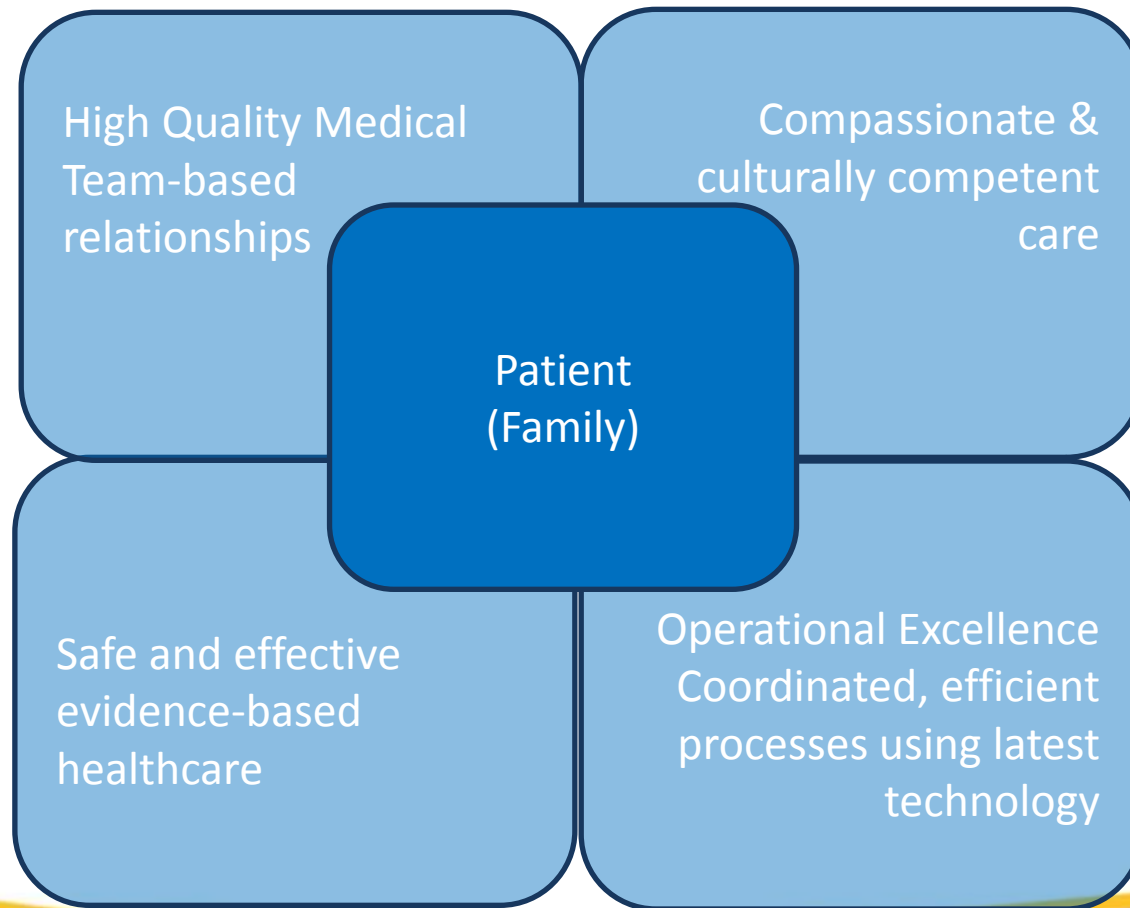 High Quality Medical
Team-based
relationships
Compassionate &
culturally competent
care
Patient
(Family)
Safe and effective
evidence-based
healthcare
Operational Excellence
Coordinated, efficient
processes using latest
technology